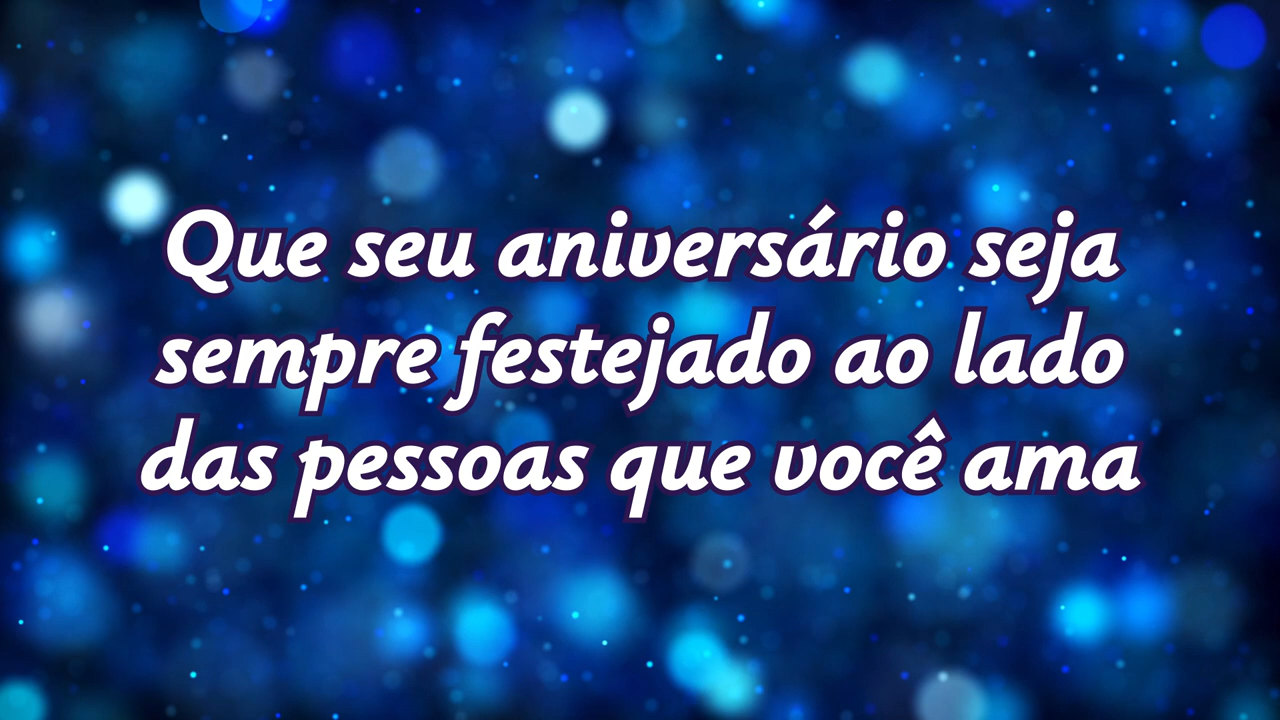 Que seu aniversário seja
sempre festejado ao lado
das pessoas que você ama